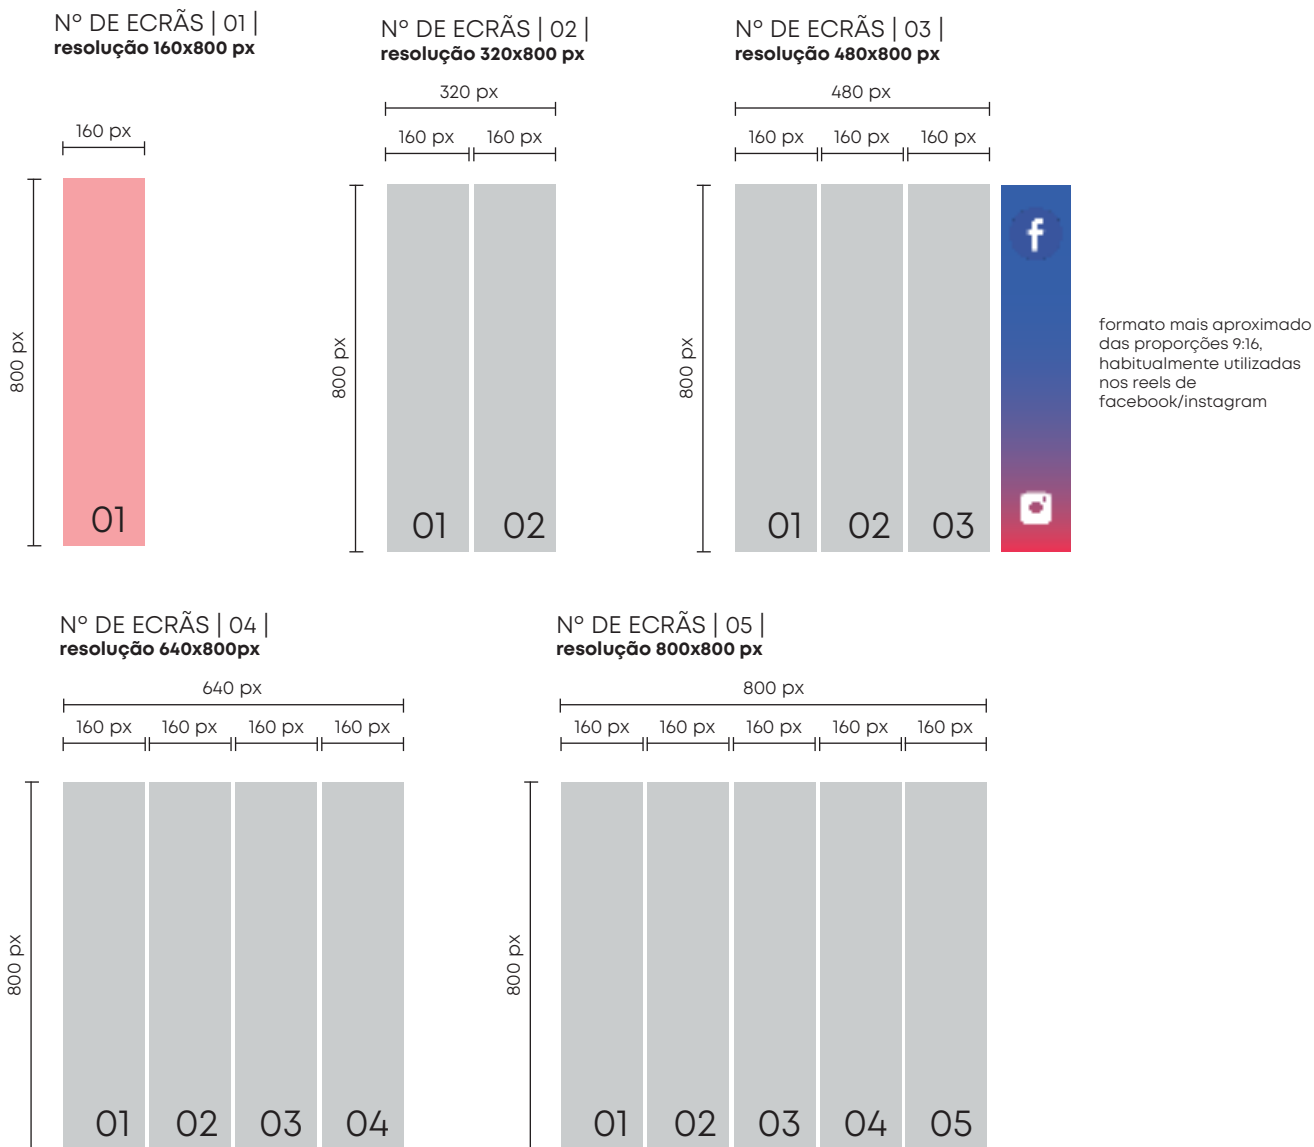 Nº DE ECRÃS | 01 |
resolução 160x800 px
160 px
800 px
01
Nº DE ECRÃS | 02 |
resolução 320x800 px
320 px
160 px
160 px
800 px
01
02
Nº DE ECRÃS | 03 |
resolução 480x800 px
480 px
160 px
160 px
160 px
800 px
01
02
03
f
formato mais aproximado
das proporções 9:16,
habitualmente utilizadas
nos reels de
facebook/instagram
Nº DE ECRÃS | 04 |
resolução 640x800px
640 px
160 px
160 px
160 px
160 px
800 px
01
02
03
04
Nº DE ECRÃS | 05 |
resolução 800x800 px
800 px
160 px
160 px
160 px
160 px
160 px
800 px
01
02
03
04
05